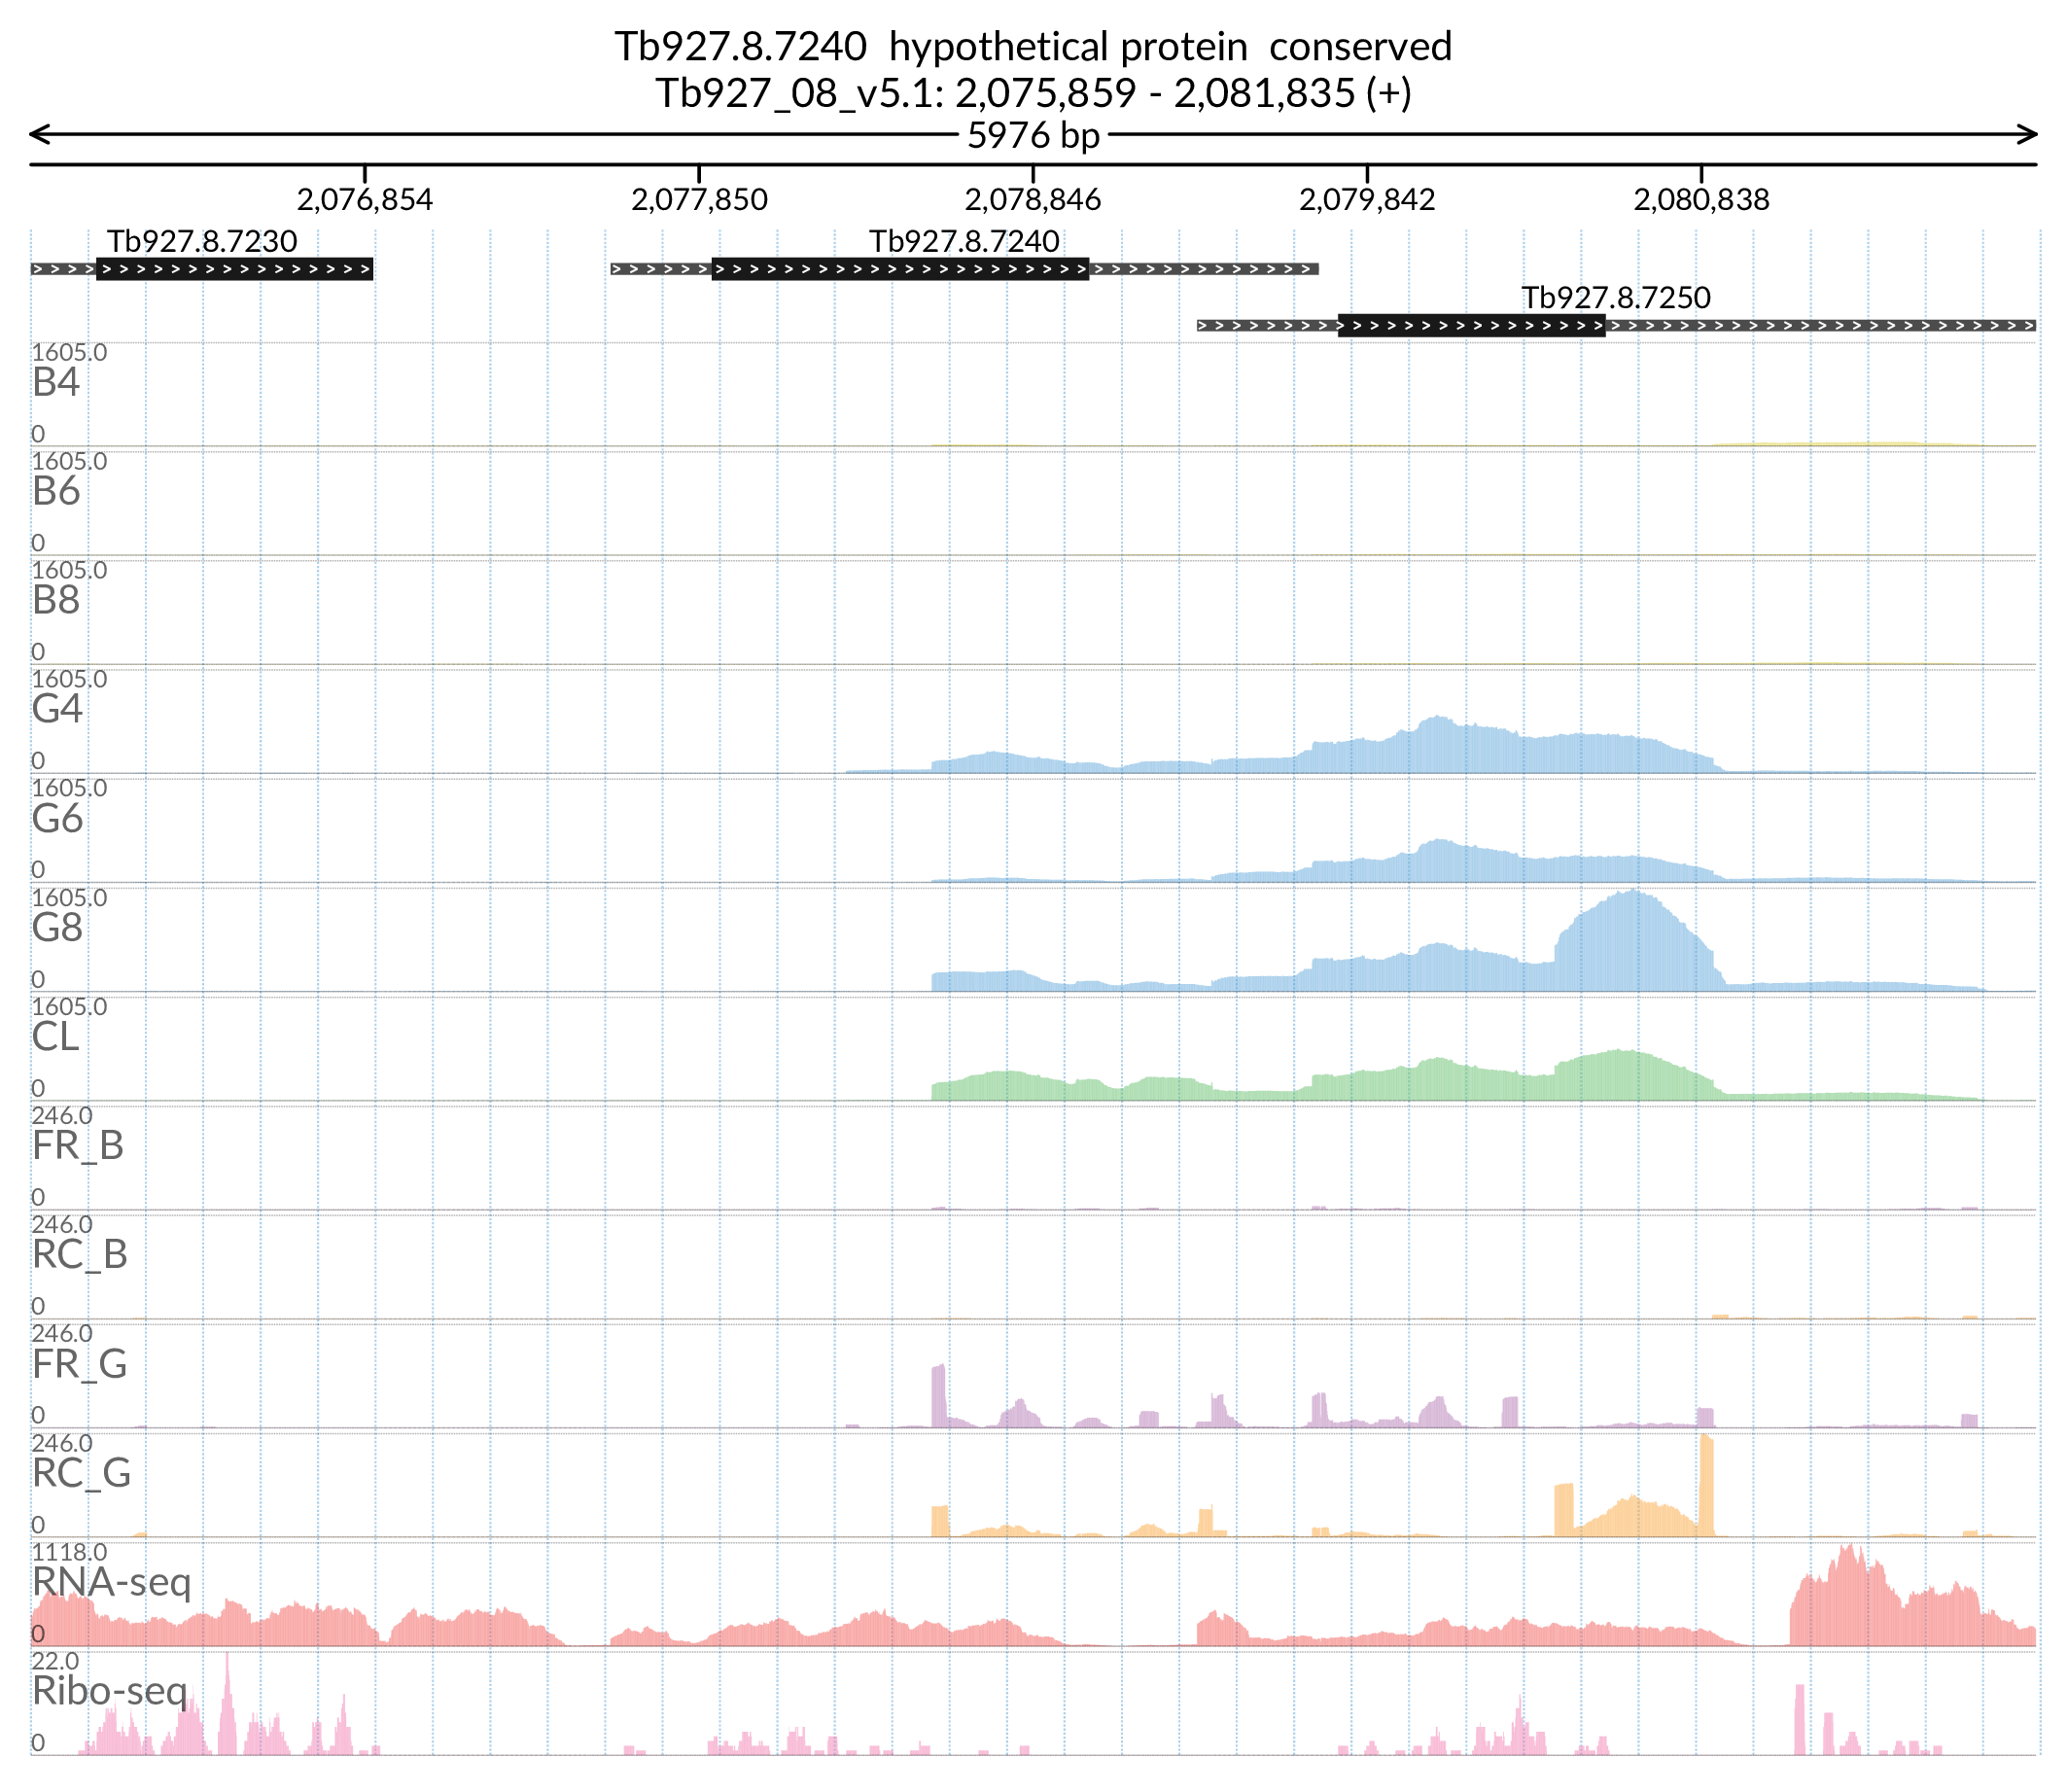 Tb927.8.7240  hypothetical protein  conserved
Tb927_08_v5.1: 2,075,859 - 2,081,835 (+)
5976 bp
2,076,854 2,077,850 2,078,846 2,079,842 2,080,838
Tb927.8.7230 Tb927.8.7240
Tb927.8.7250
1605.0
B4
0
1605.0
B6
0
1605.0
B8
0
1605.0
G4
0
1605.0
G6
0
1605.0
G8
0
1605.0
CL
0
246.0
FR_B
0
246.0
RC_B
0
246.0
FR_G
0
246.0
RC_G
0
1118.0
RNA-seq
0
22.0
Ribo-seq
0